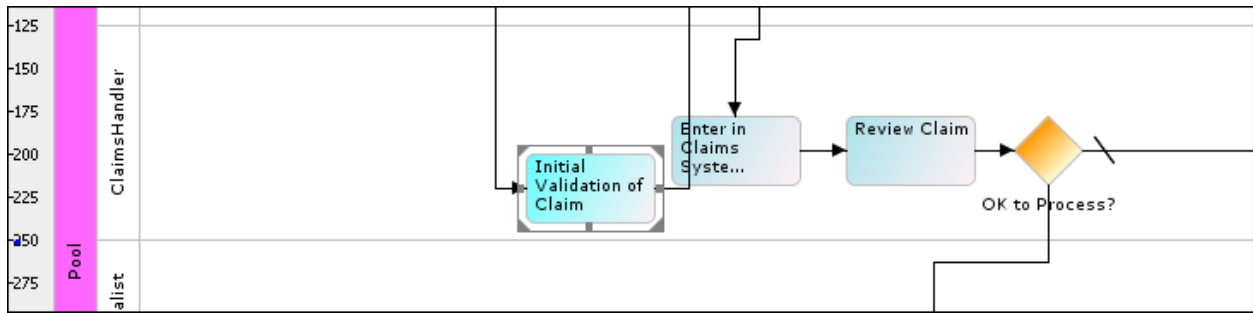 -125
-150
-175
-200
-225
-250
-275
Pool
ClaimsHandler
alist
Initial
Validation of
Claim
Enter in
Claims
Syste...
Review Claim
OK to Process?